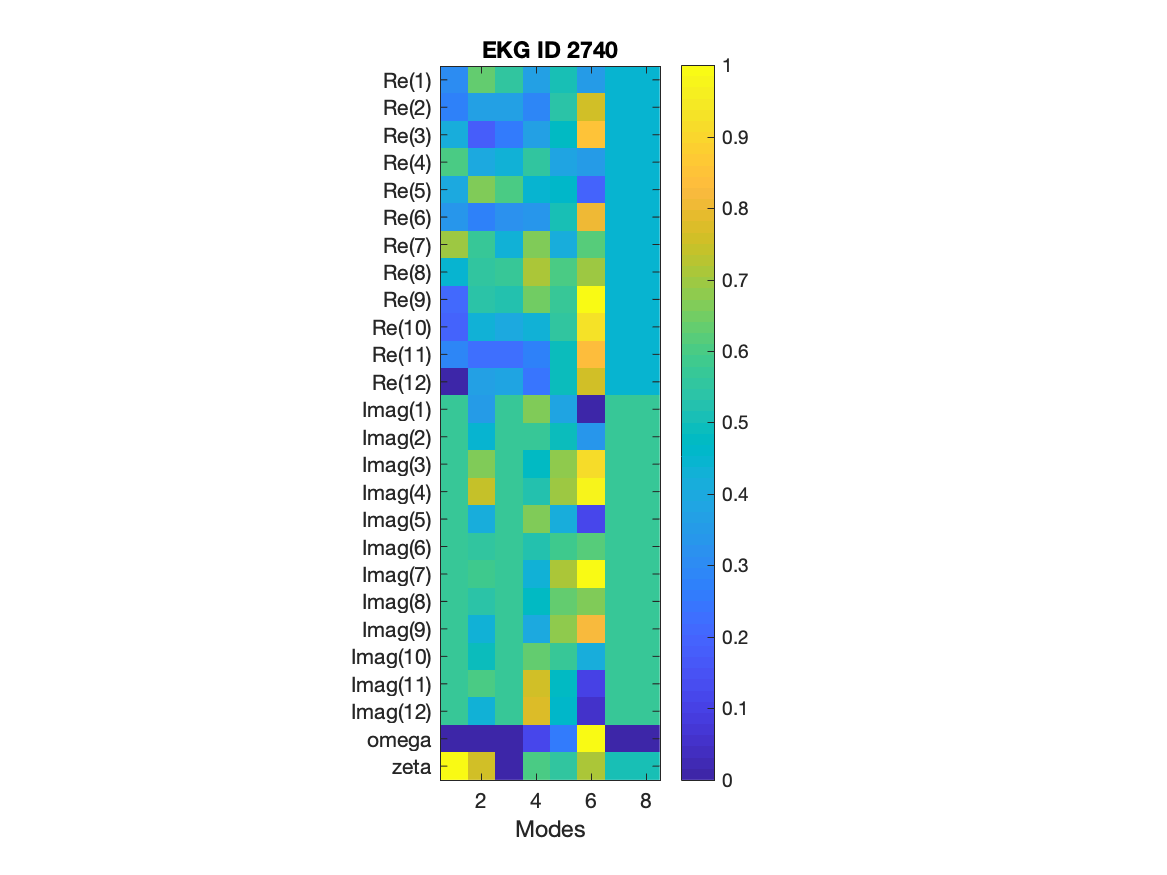 EKG ID 2740
Re(1)
Re(2)
Re(3)
Re(4)
Re(5)
Re(6)
Re(7)
Re(8)
Re(9)
Re(10)
Re(11)
Re(12)
Imag(1)
Imag(2)
Imag(3)
Imag(4)
Imag(5)
Imag(6)
Imag(7)
Imag(8)
Imag(9)
Imag(10)
Imag(11)
Imag(12)
omega
zeta
2 4 6 8
Modes
1
0.9
0.8
0.7
0.6
0.5
0.4
0.3
0.2
0.1
0